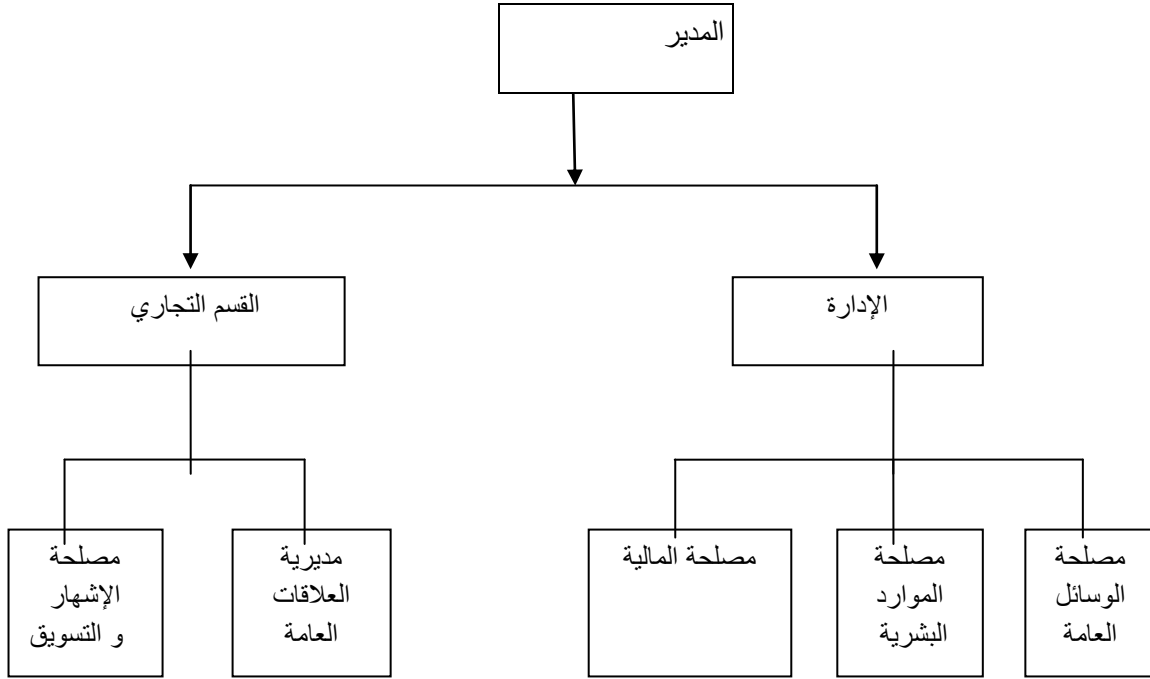 المدير
الإدارة
القسم التجاري
مصلحة
الوسائل
العامة
مصلحة
الموارد
البشرية
مصلحة المالية
مديرية
العلاقات
العامة
مصلحة
الإشهار
و التسويق